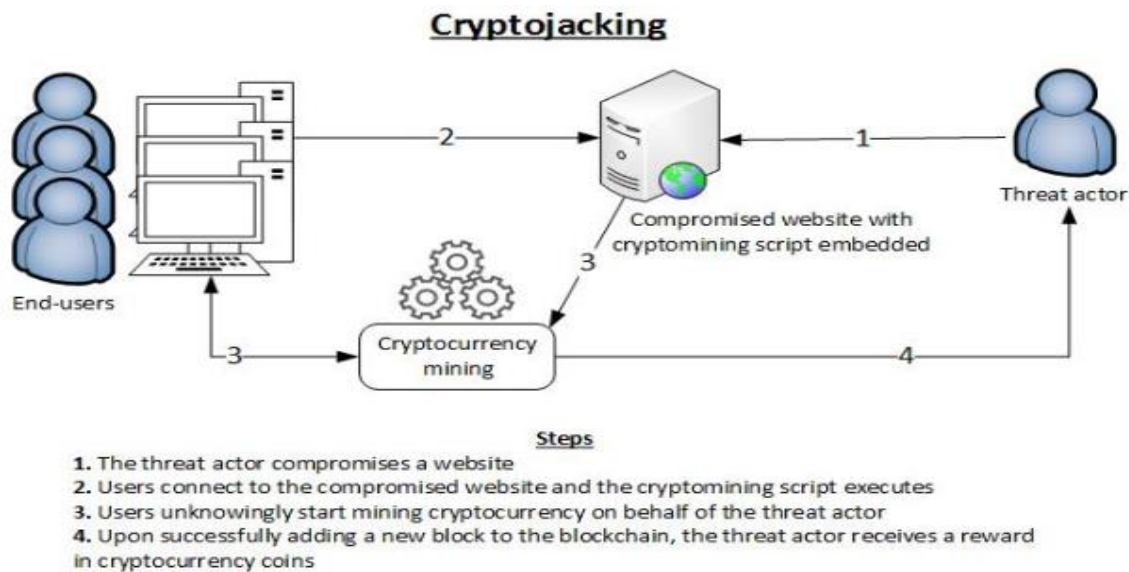 Cryptojacking
2
1
Threat actor
Compromised website with
cryptomining script embedded
3
End-users
Cryptocurrency
mining
3
4
Steps
1. The threat actor compromises a website
2. Users connect to the compromised website and the cryptomining script executes
3. Users unknowingly start mining cryptocurrency on behalf of the threat actor
4. Upon successfully adding a new block to the blockchain, the threat actor receives a reward
in cryptocurrency coins